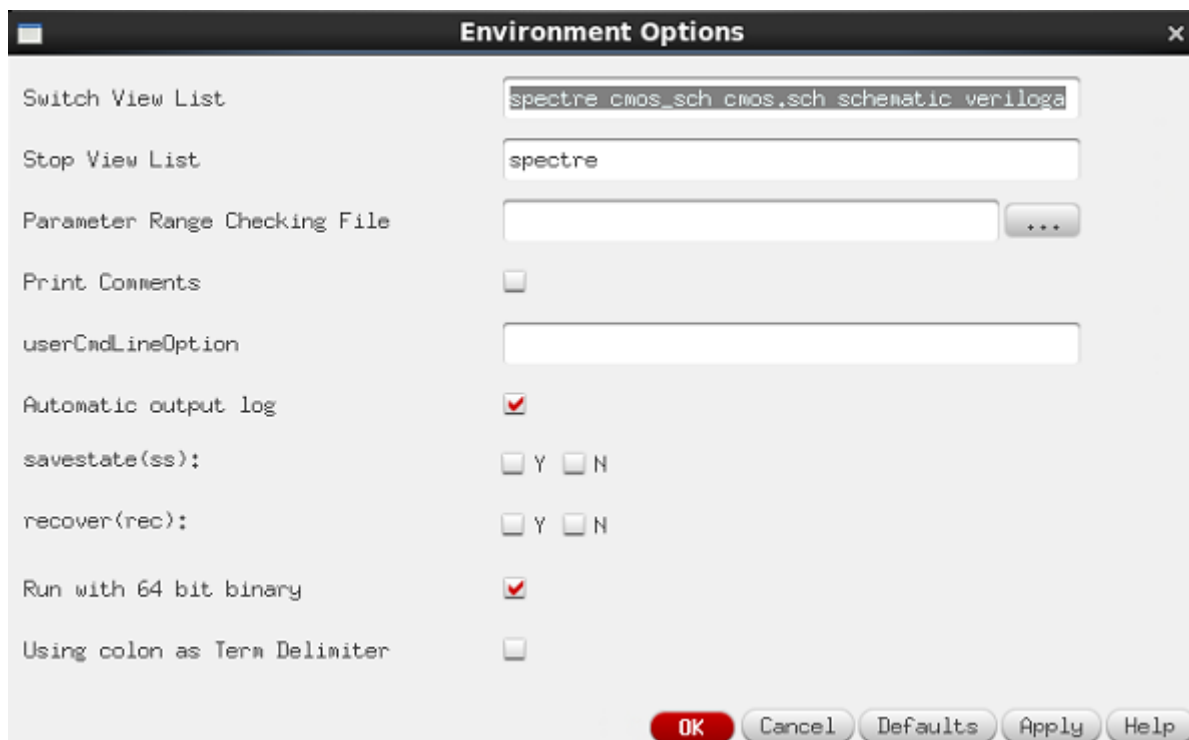 Environment Options
Switch View List spectre cmos_sch cmos.sch schematic veriloga
Stop View List spectre
Parameter Range Checking File ...
Print Comments
userCmdLineOption
Automatic output log
savestate(ss): Y N
recover(rec): Y N
Run with 64 bit binary
Using colon as Term Delimiter
OK Cancel Defaults Apply Help